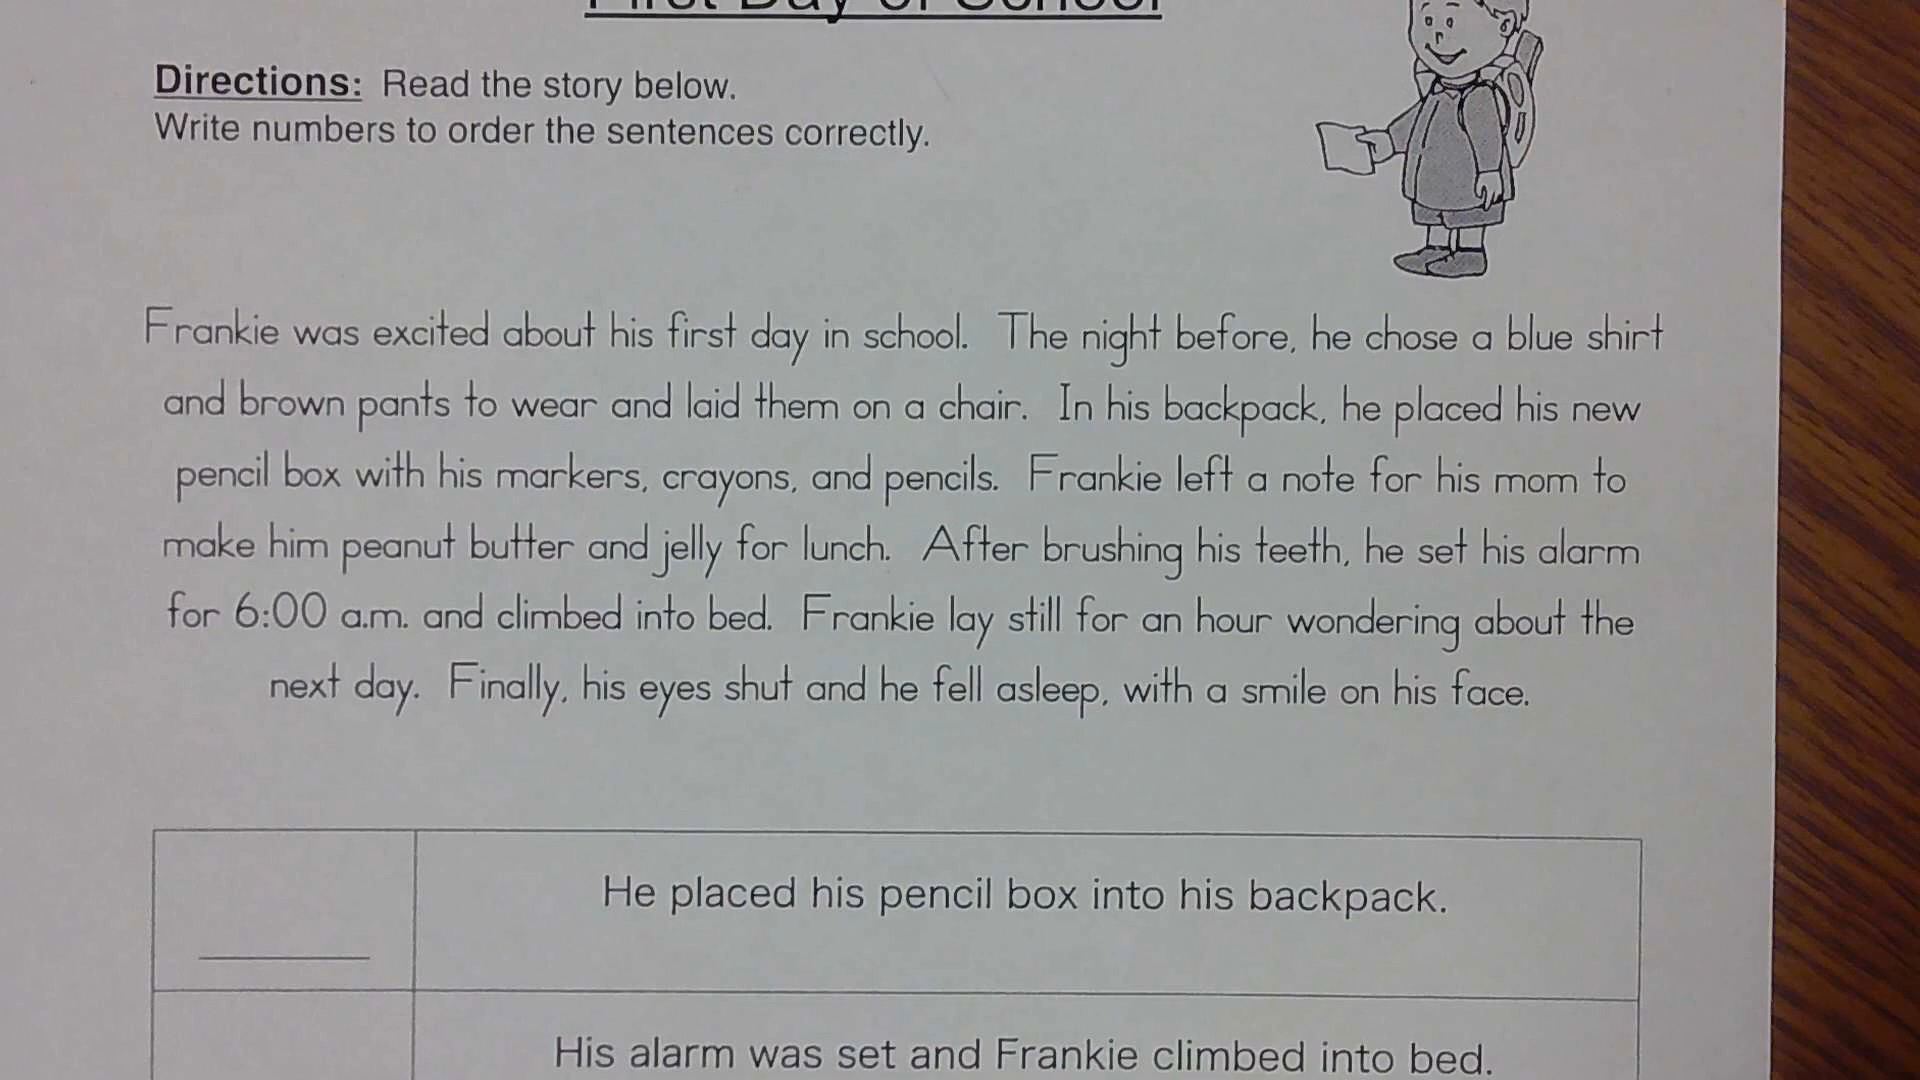 First Day of School
Directions: Read the story below.
Write numbers to order the sentences correctly.
Frankie was excited about his first day in school. The night before, he chose a blue shirt
and brown pants to wear and laid them on a chair. In his backpack, he placed his new
pencil box with his markers, crayons, and pencils. Frankie left a note for his mom to
make him peanut butter and jelly for lunch. After brushing his teeth, he set his alarm
for 6:00 a.m. and climbed into bed. Frankie lay still for an hour wondering about the
next day. Finally, his eyes shut and he fell asleep, with a smile on his face.
He placed his pencil box into his backpack.
His alarm was set and Frankie climbed into bed.